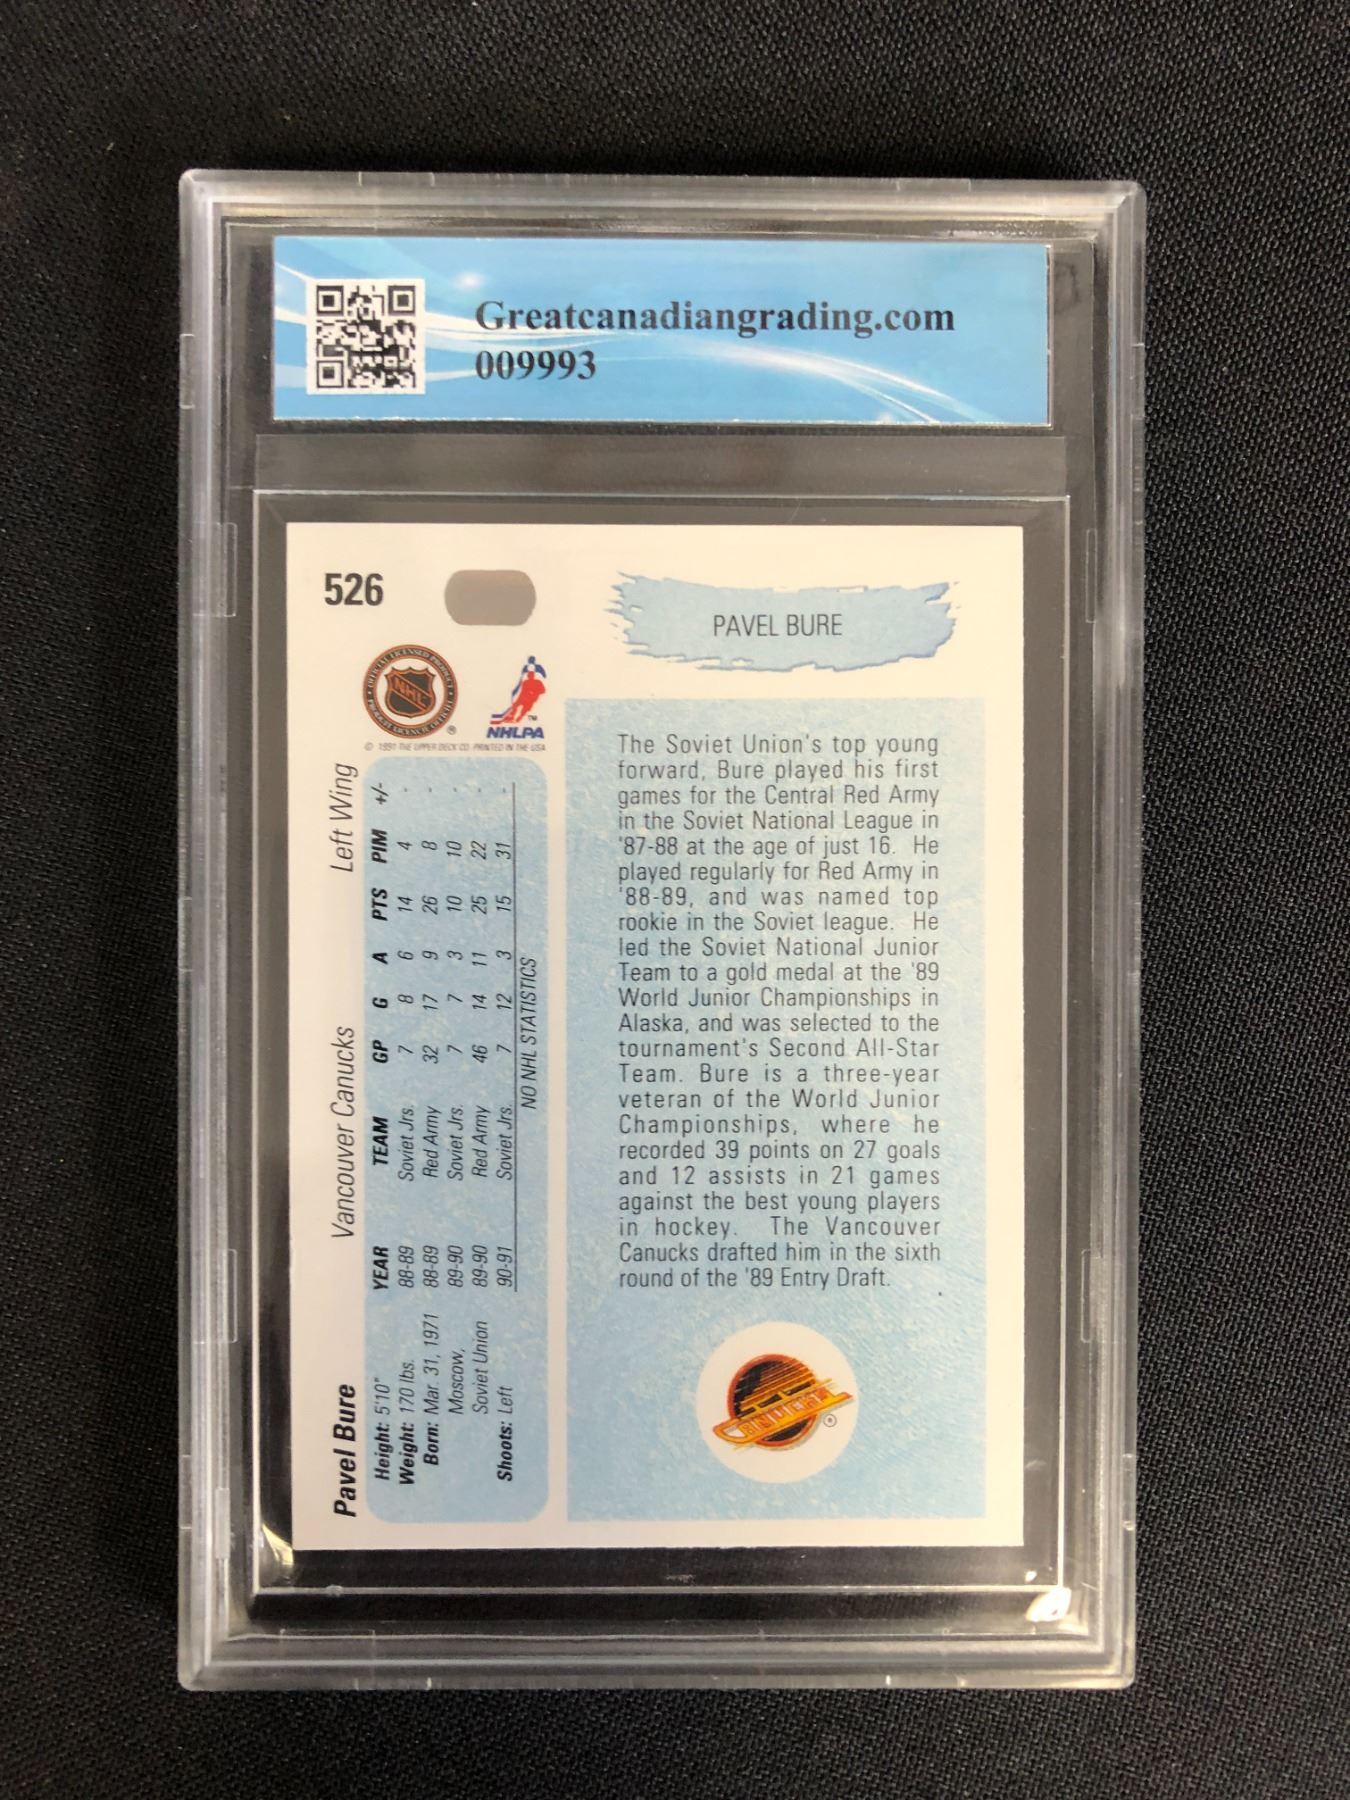 Greatcanadiangrading.com
009993
526
PAVEL BURE
NHL
®
NHLPA
TM
© 1991 THE UPPER DECK CO. PRINTED IN THE USA
Pavel Bure Vancouver Canucks Left Wing
Height: 5'10"
Weight: 170 lbs.
Born: Mar. 31, 1971
Moscow,
Soviet Union
Shoots: Left
YEAR TEAM GP G A PTS PIM +/-
88-89 Soviet Jrs. 7 8 6 14 4 -
88-89 Red Army 32 17 9 26 8 -
89-90 Soviet Jrs. 7 7 3 10 10 -
89-90 Red Army 46 14 11 25 22 -
90-91 Soviet Jrs. 7 12 3 15 31 -
NO NHL STATISTICS
The Soviet Union's top young
forward, Bure played his first
games for the Central Red Army
in the Soviet National League in
'87-88 at the age of just 16. He
played regularly for Red Army in
'88-89, and was named top
rookie in the Soviet league. He
led the Soviet National Junior
Team to a gold medal at the '89
World Junior Championships in
Alaska, and was selected to the
tournament's Second All-Star
Team. Bure is a three-year
veteran of the World Junior
Championships, where he
recorded 39 points on 27 goals
and 12 assists in 21 games
against the best young players
in hockey. The Vancouver
Canucks drafted him in the sixth
round of the '89 Entry Draft.
CANUCKS
®